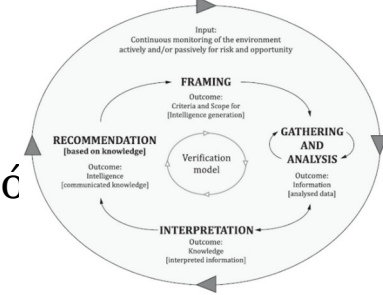 Input:
Continuous monitoring of the environment
actively and/or passively for risk and opportunity
FRAMING
Outcome:
Criteria and Scope for
[Intelligence generation]
GATHERING
AND
ANALYSIS
Outcome:
Information
[analysed data]
INTERPRETATION
Outcome:
Knowledge
[interpreted information]
RECOMMENDATION
[based on knowledge]
Outcome:
Intelligence
[communicated knowledge]
Verification
model
Ó